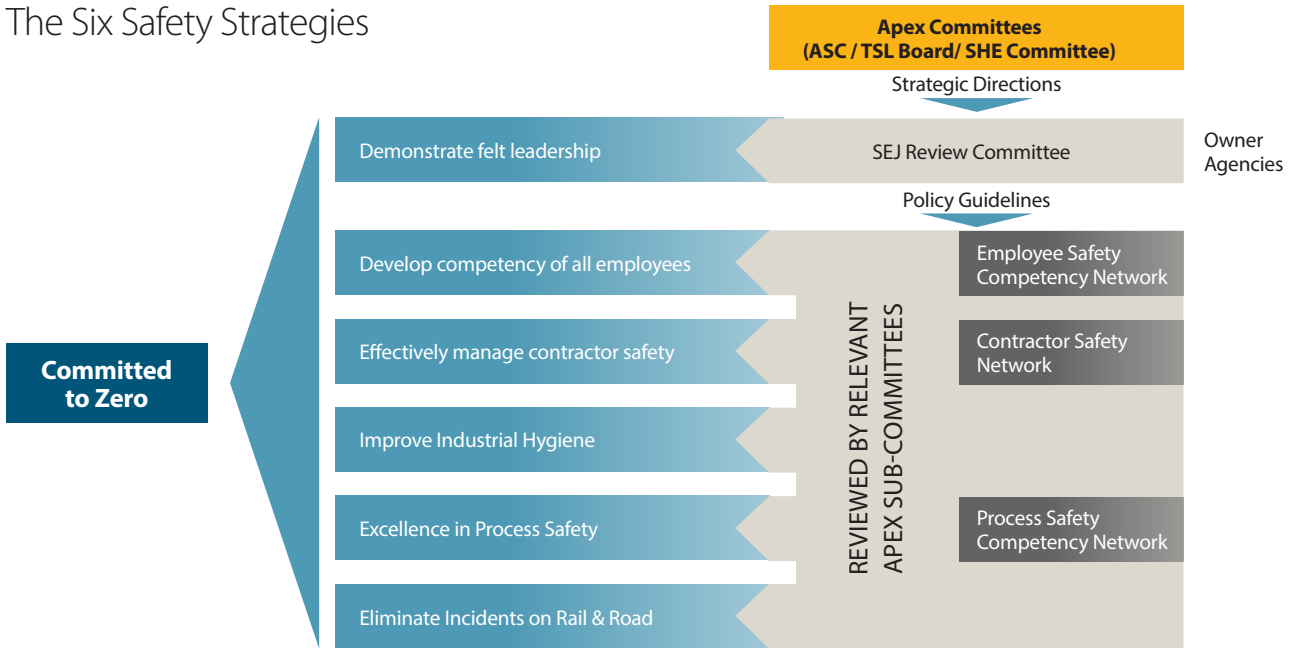 The Six Safety Strategies
Apex Committees
(ASC / TSL Board/ SHE Committee)
Strategic Directions
Demonstrate felt leadership
SEJ Review Committee
Owner
Agencies
Policy Guidelines
Develop competency of all employees
Employee Safety
Competency Network
Effectively manage contractor safety
Contractor Safety
Network
Committed
to Zero
Improve Industrial Hygiene
REVIEWED BY RELEVANT
APEX SUB-COMMITTEES
Excellence in Process Safety
Process Safety
Competency Network
Eliminate Incidents on Rail & Road